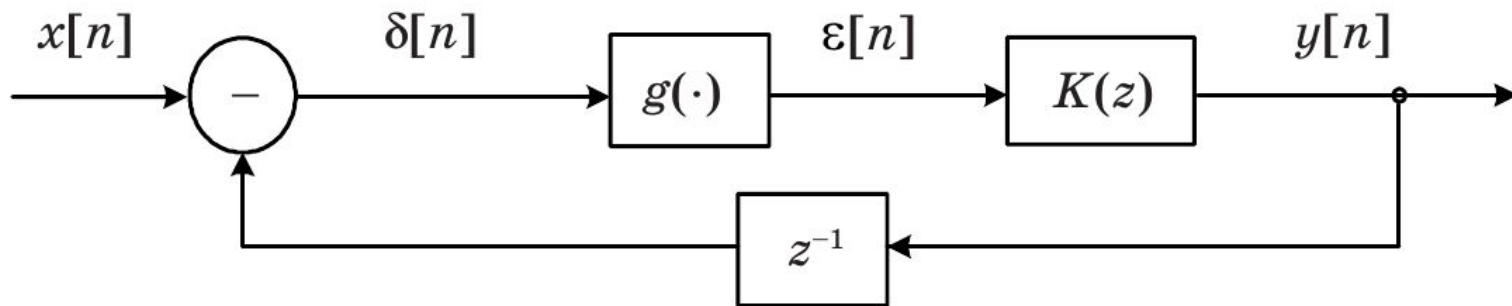 x[n]
δ[n]
ε[n]
y[n]
−
g(·)
K(z)
z⁻¹